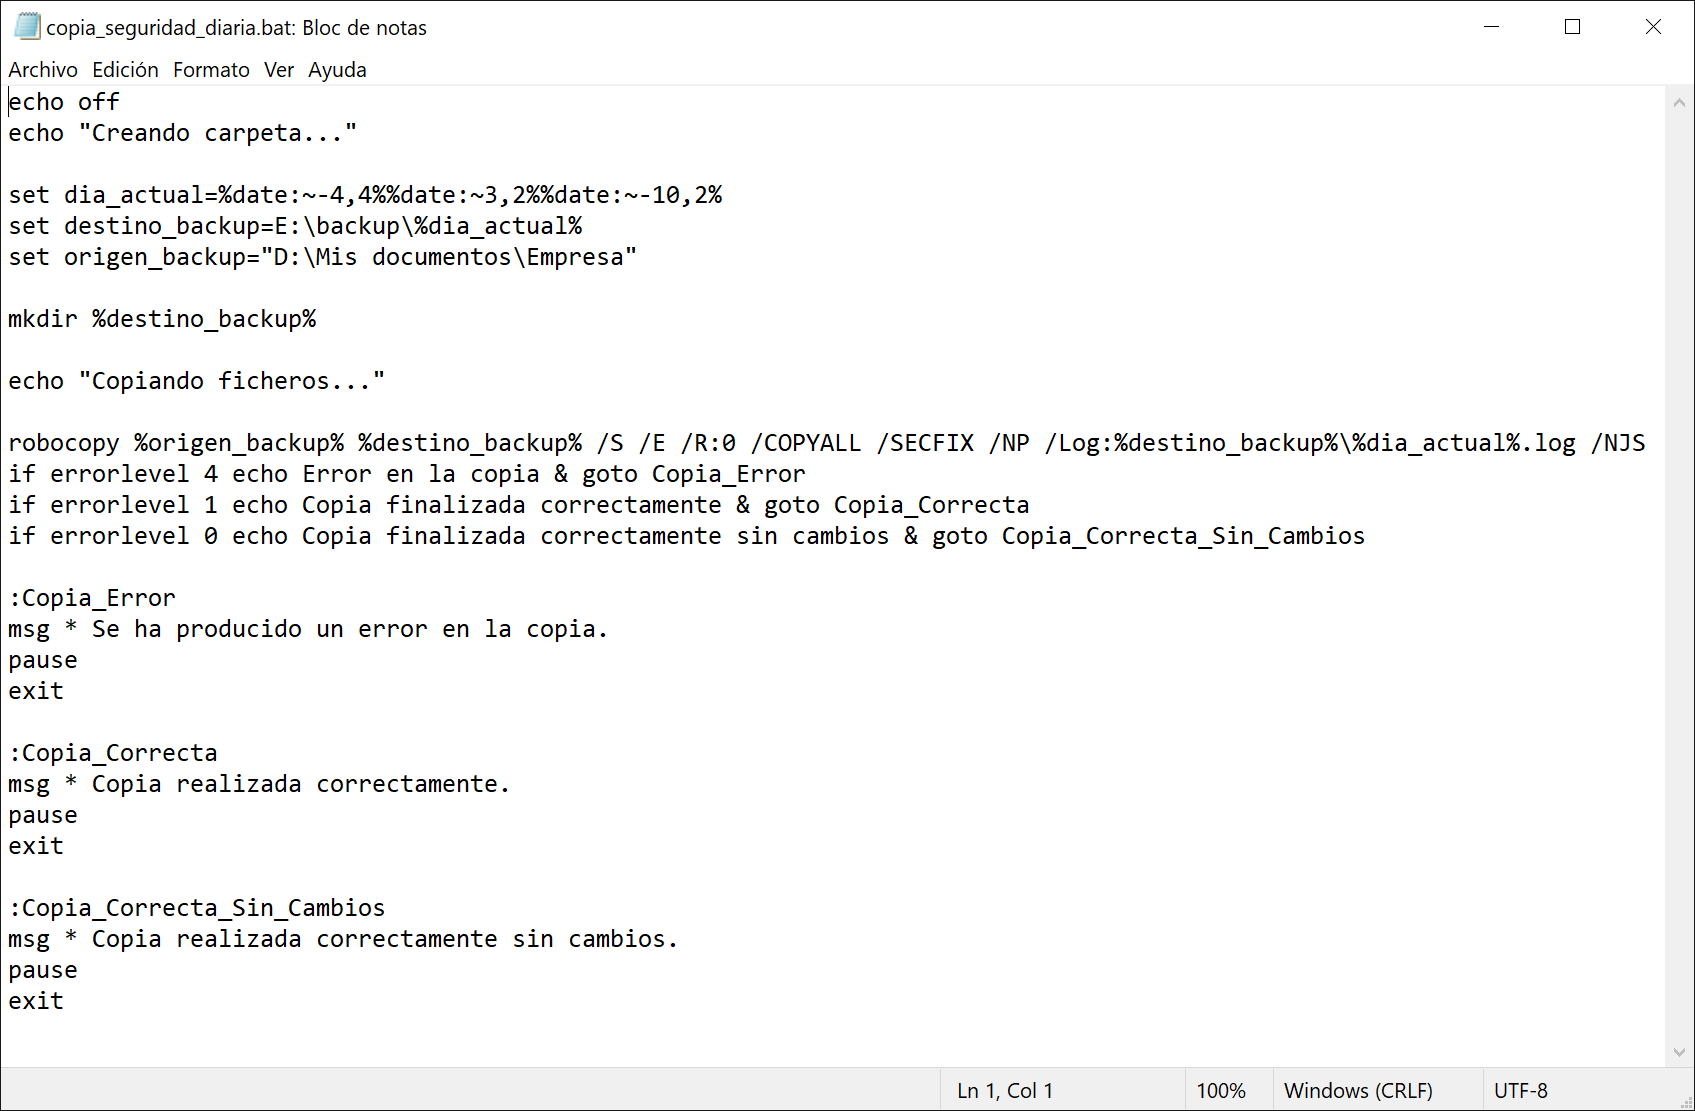 copia_seguridad_diaria.bat: Bloc de notas
Archivo Edición Formato Ver Ayuda
echo off
echo "Creando carpeta..."
set dia_actual=%date:~-4,4%%date:~3,2%%date:~-10,2%
set destino_backup=E:\backup\%dia_actual%
set origen_backup="D:\Mis documentos\Empresa"
mkdir %destino_backup%
echo "Copiando ficheros..."
robocopy %origen_backup% %destino_backup% /S /E /R:0 /COPYALL /SECFIX /NP /Log:%destino_backup%\%dia_actual%.log /NJS
if errorlevel 4 echo Error en la copia & goto Copia_Error
if errorlevel 1 echo Copia finalizada correctamente & goto Copia_Correcta
if errorlevel 0 echo Copia finalizada correctamente sin cambios & goto Copia_Correcta_Sin_Cambios
:Copia_Error
msg * Se ha producido un error en la copia.
pause
exit
:Copia_Correcta
msg * Copia realizada correctamente.
pause
exit
:Copia_Correcta_Sin_Cambios
msg * Copia realizada correctamente sin cambios.
pause
exit
Ln 1, Col 1 100% Windows (CRLF) UTF-8